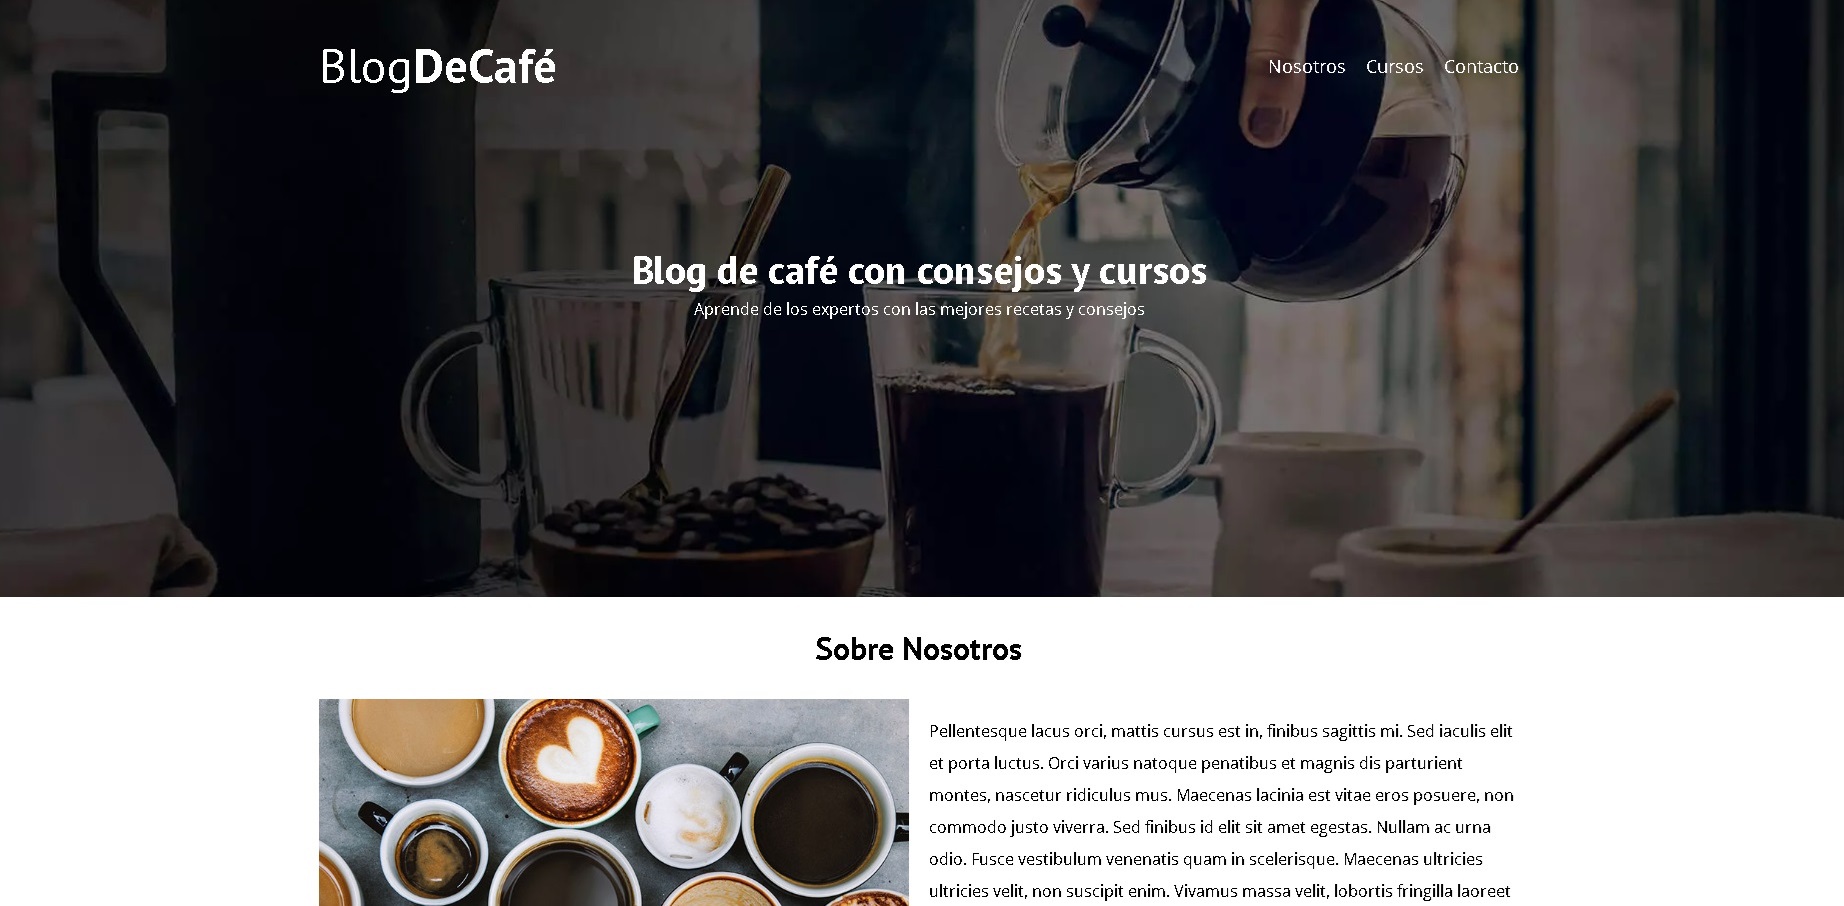 BlogDeCafé
Nosotros Cursos Contacto
Blog de café con consejos y cursos
Aprende de los expertos con las mejores recetas y consejos
Sobre Nosotros
Pellentesque lacus orci, mattis cursus est in, finibus sagittis mi. Sed iaculis elit
et porta luctus. Orci varius natoque penatibus et magnis dis parturient
montes, nascetur ridiculus mus. Maecenas lacinia est vitae eros posuere, non
commodo justo viverra. Sed finibus id elit sit amet egestas. Nullam ac urna
odio. Fusce vestibulum venenatis quam in scelerisque. Maecenas ultricies
ultricies velit, non suscipit enim. Vivamus massa velit, lobortis fringilla laoreet